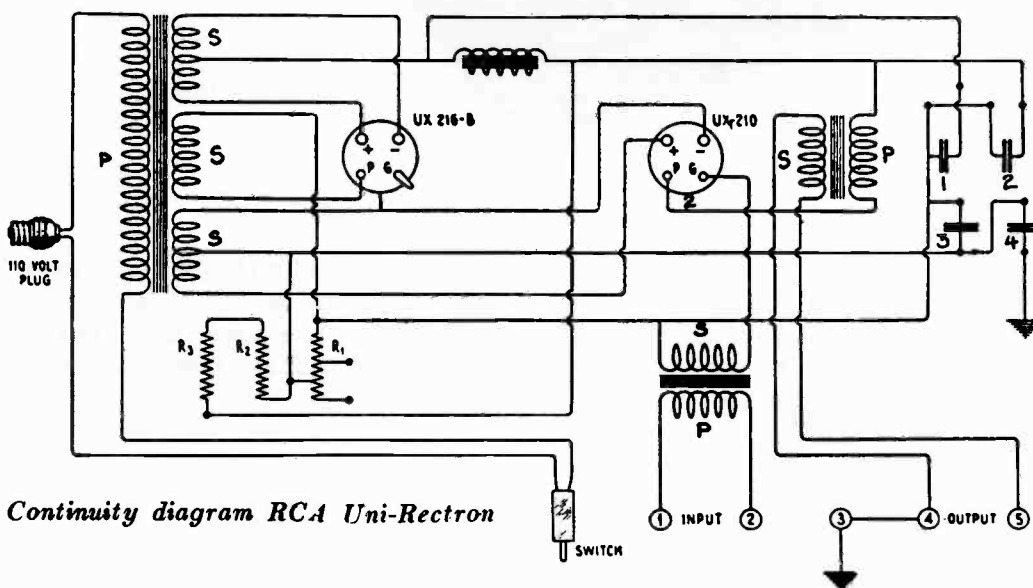 S
P
S
S
110 VOLT
PLUG
UX 216-B
+ -
P G
UX-210
+ -
P G
2
S P
1
2
3
4
R3 R2 R1
S
P
1 INPUT 2
3 4 OUTPUT 5
SWITCH
Continuity diagram RCA Uni-Rectron